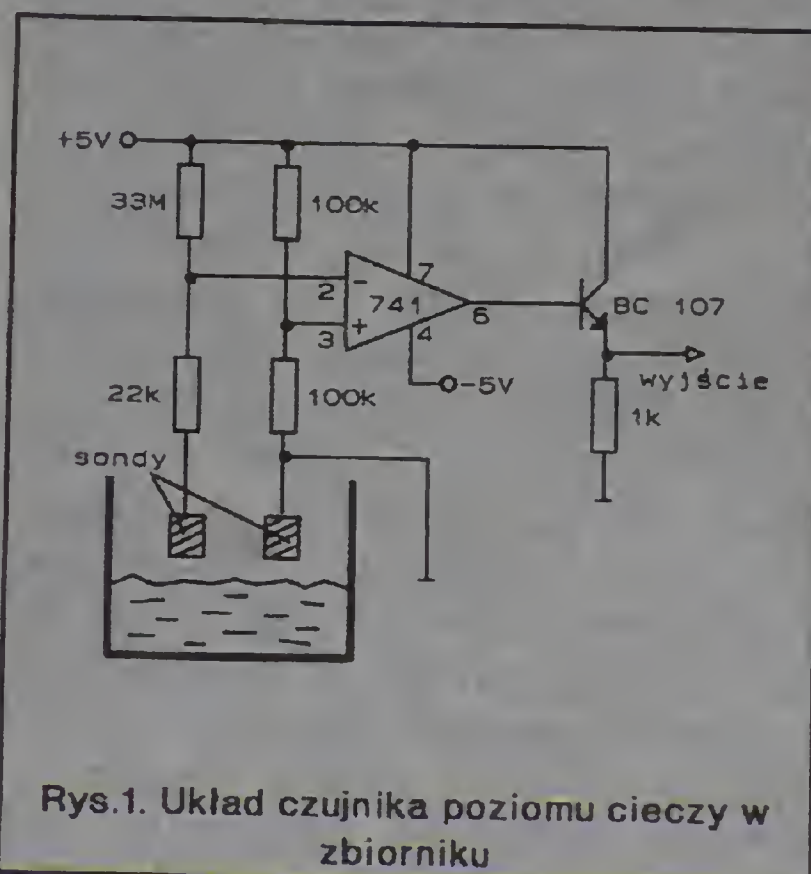 +5V
33M
100k
2
-
7
741
3
+
4
6
BC 107
-5V
wyjście
22k
100k
1k
sondy
Rys.1. Układ czujnika poziomu cieczy w
zbiorniku